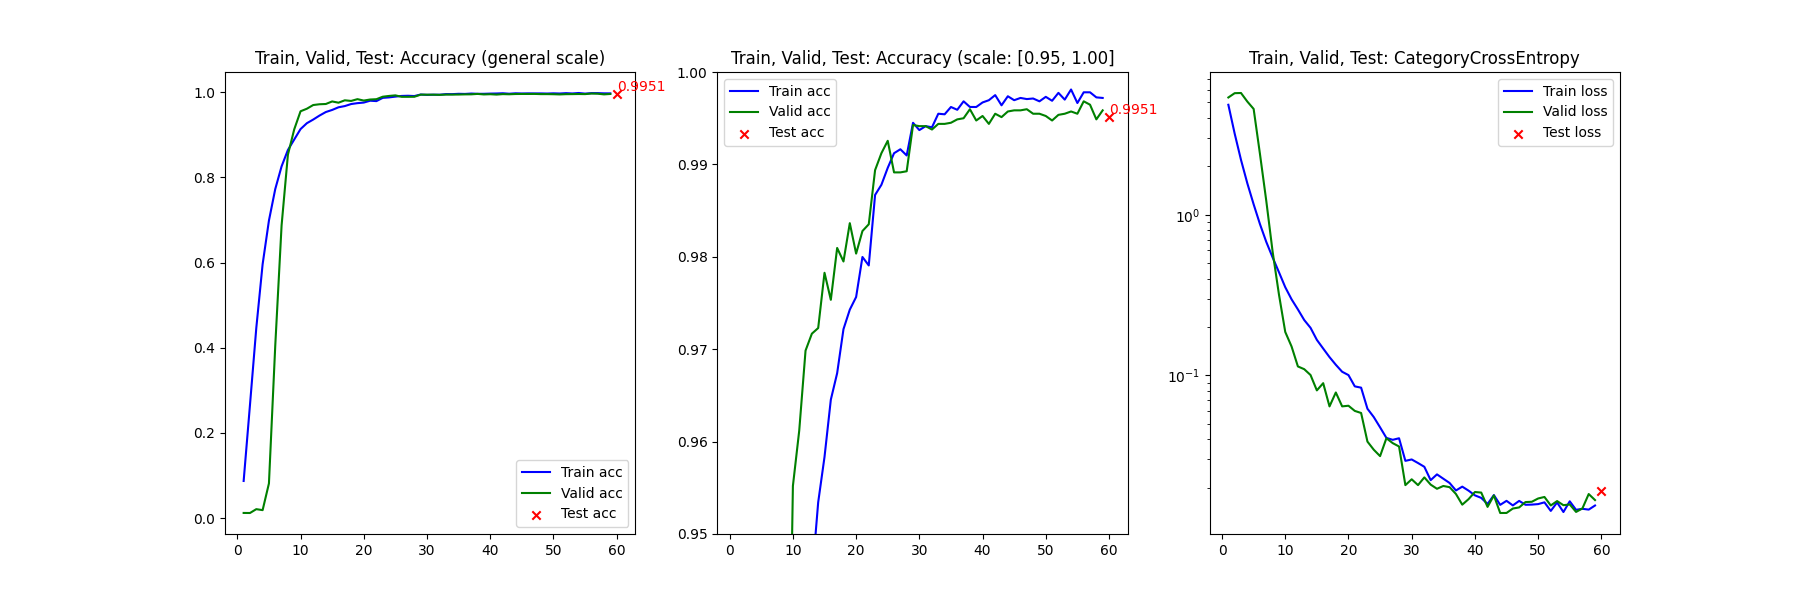 Train, Valid, Test: Accuracy (general scale)
1.0
0.8
0.6
0.4
0.2
0.0
0 10 20 30 40 50 60
0.9951
Train acc
Valid acc
Test acc
Train, Valid, Test: Accuracy (scale: [0.95, 1.00]
1.00
0.99
0.98
0.97
0.96
0.95
0 10 20 30 40 50 60
Train acc
Valid acc
Test acc
0.9951
Train, Valid, Test: CategoryCrossEntropy
10⁰
10⁻¹
0 10 20 30 40 50 60
Train loss
Valid loss
Test loss